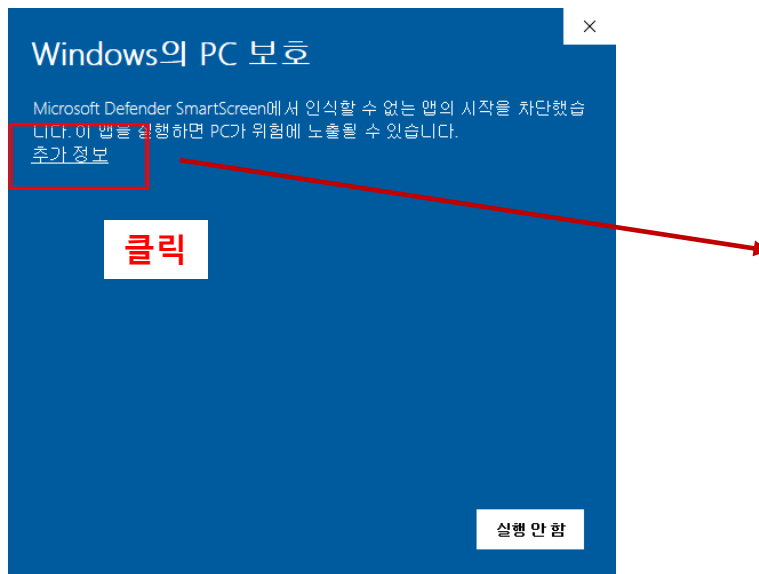 Windows의 PC 보호
Microsoft Defender SmartScreen에서 인식할 수 없는 앱의 시작을 차단했습
니다. 이 앱을 실행하면 PC가 위험에 노출될 수 있습니다.
추가 정보
클릭
실행 안 함